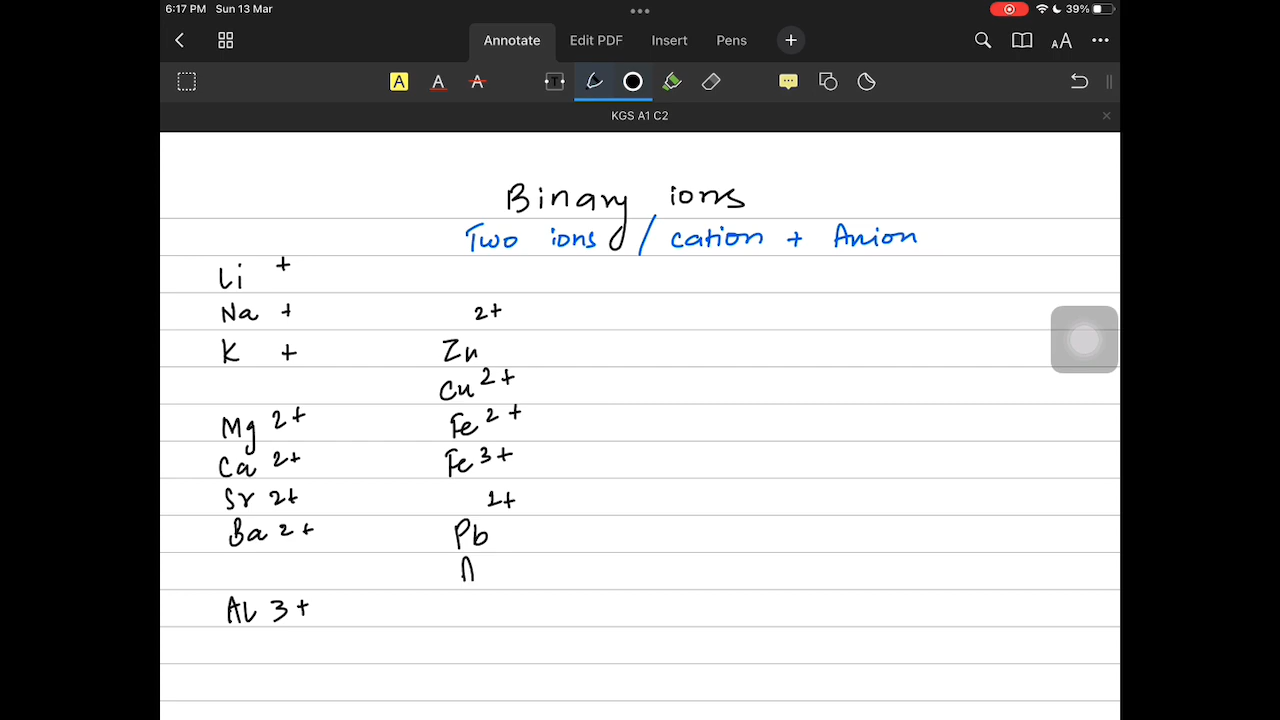 6:17 PM Sun 13 Mar
39%
Annotate Edit PDF Insert Pens
KGS A1 C2
Binary ions
Two ions / cation + Anion
Li +
Na +
K +
Mg 2+
Ca 2+
Sr 2+
Ba 2+
Al 3+
2+
Zn
Cu 2+
Fe 2+
Fe 3+
2+
Pb